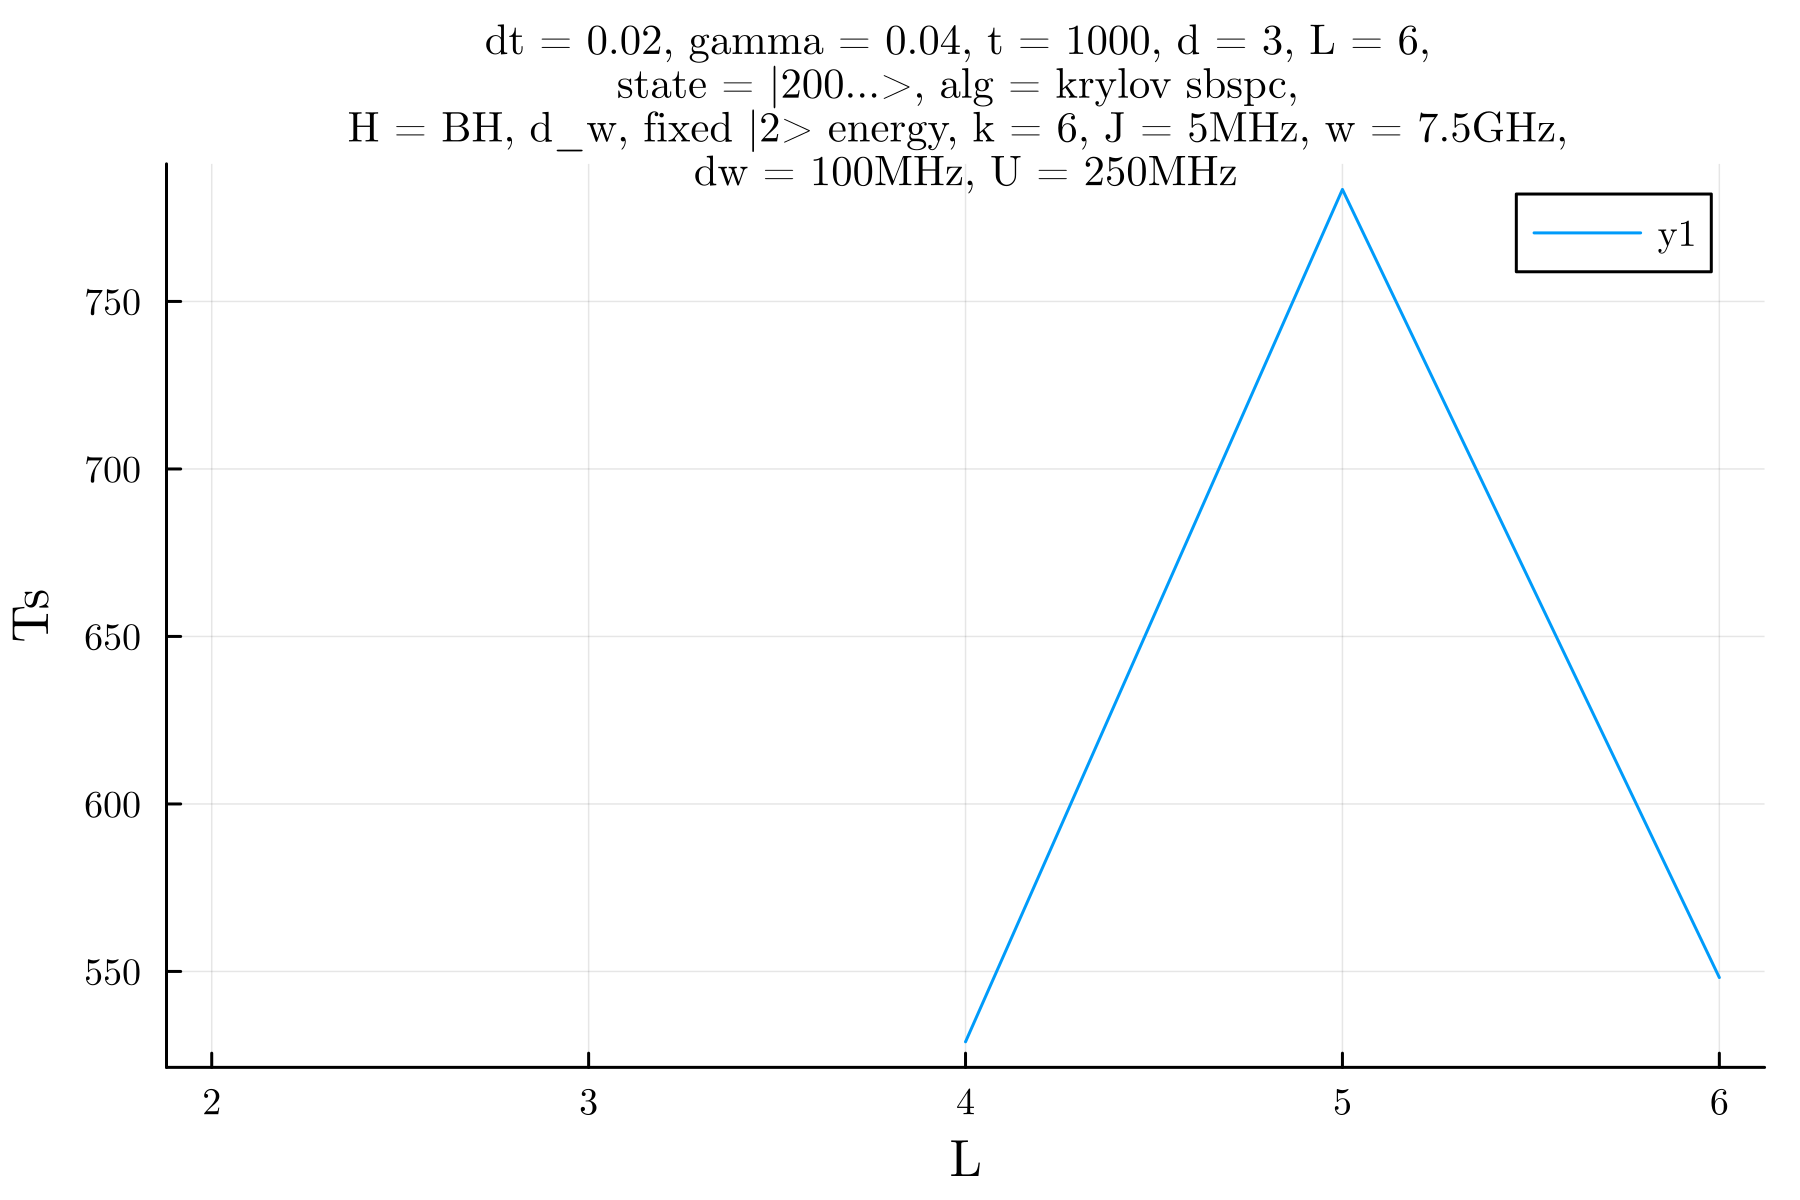 dt = 0.02, gamma = 0.04, t = 1000, d = 3, L = 6,
state = |200...>, alg = krylov sbspc,
H = BH, d_w, fixed |2> energy, k = 6, J = 5MHz, w = 7.5GHz,
dw = 100MHz, U = 250MHz
y1
750
700
650
600
550
Ts
2 3 4 5 6
L